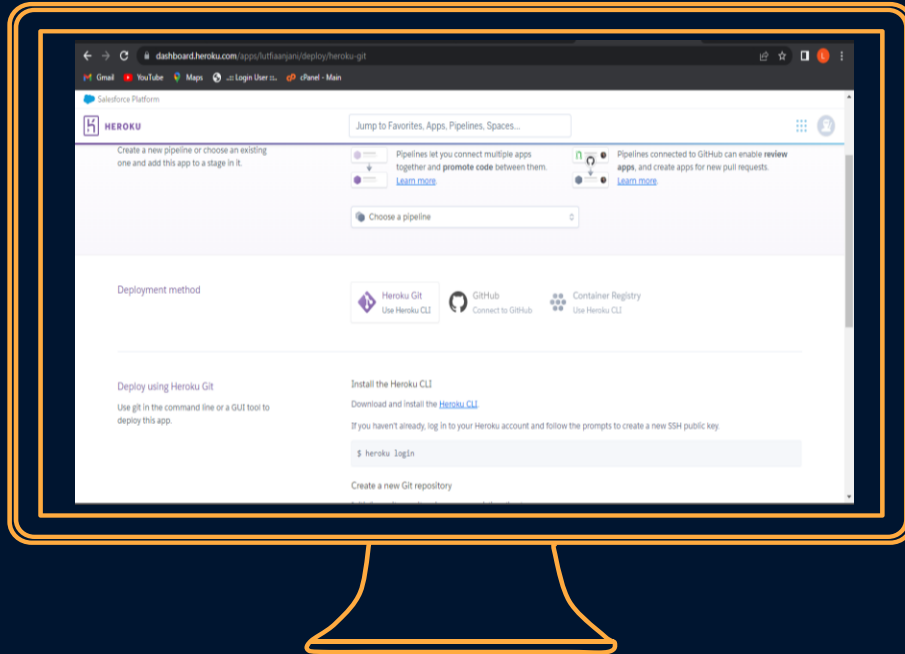 dashboard.heroku.com/apps/lutfiaanjani/deploy/heroku-git
Gmail YouTube Maps .:: Login User ::. cPanel - Main
Salesforce Platform
HEROKU
Jump to Favorites, Apps, Pipelines, Spaces...
Create a new pipeline or choose an existing
one and add this app to a stage in it.
Pipelines let you connect multiple apps
together and promote code between them.
Learn more.
Pipelines connected to GitHub can enable review
apps, and create apps for new pull requests.
Learn more.
Choose a pipeline
Deployment method
Heroku Git
Use Heroku CLI
GitHub
Connect to GitHub
Container Registry
Use Heroku CLI
Deploy using Heroku Git
Use git in the command line or a GUI tool to
deploy this app.
Install the Heroku CLI
Download and install the Heroku CLI.
If you haven't already, log in to your Heroku account and follow the prompts to create a new SSH public key.
$ heroku login
Create a new Git repository